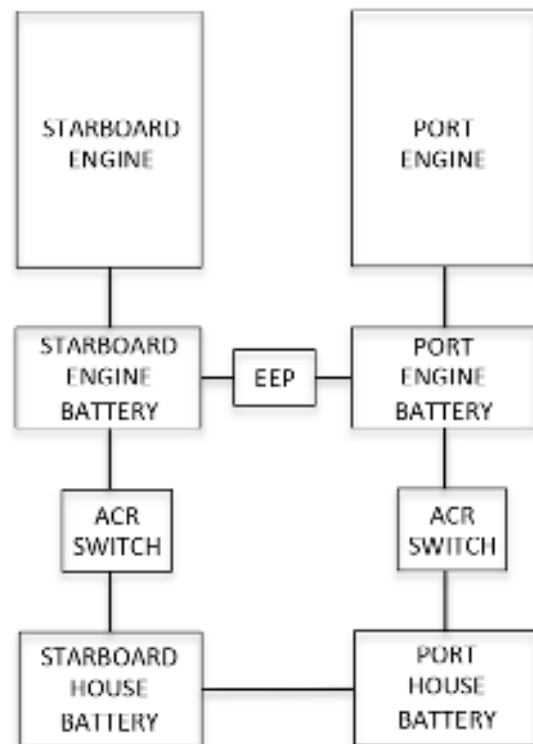 STARBOARD
ENGINE
PORT
ENGINE
STARBOARD
ENGINE
BATTERY
EEP
PORT
ENGINE
BATTERY
ACR
SWITCH
ACR
SWITCH
STARBOARD
HOUSE
BATTERY
PORT
HOUSE
BATTERY